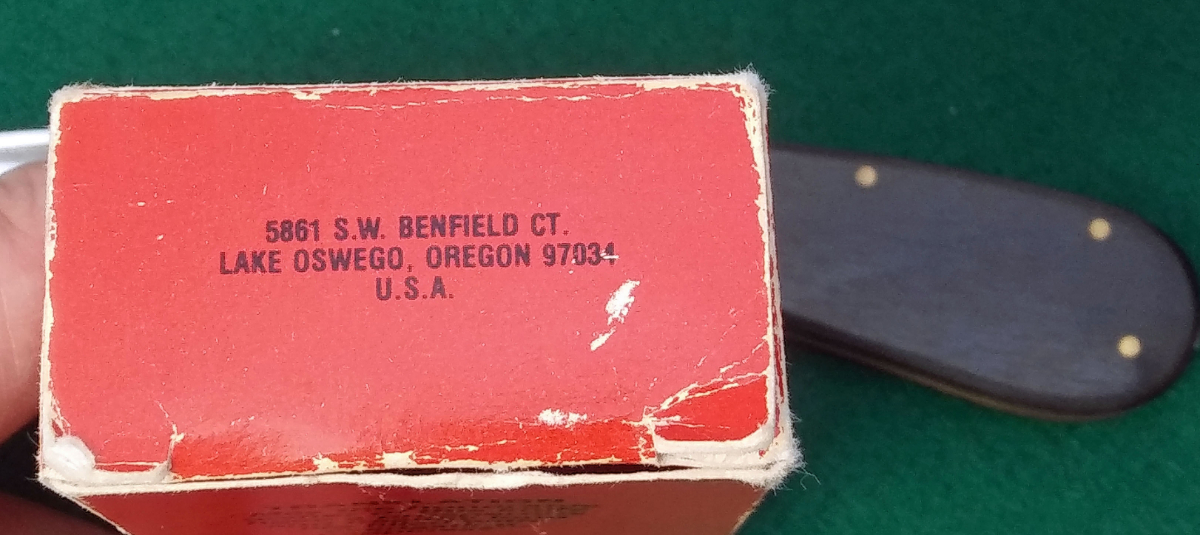 5861 S.W. BENFIELD CT.
LAKE OSWEGO, OREGON 97034
U.S.A.